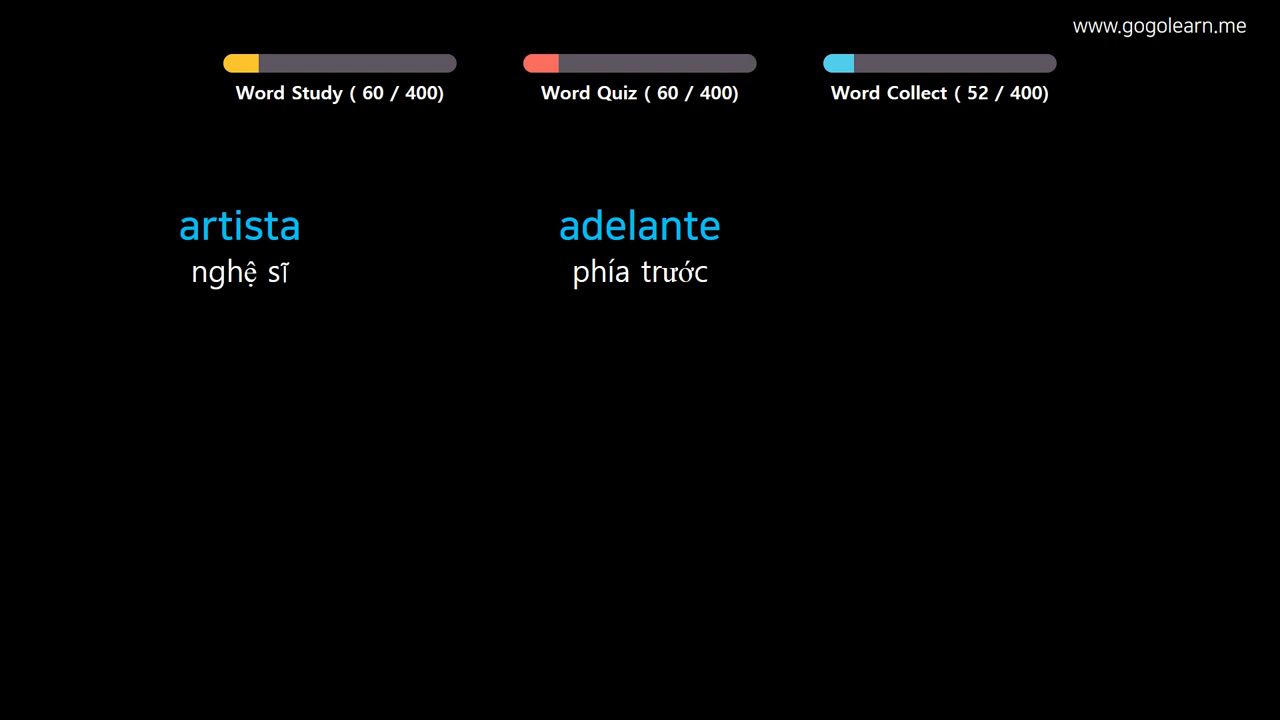 www.gogolearn.me
Word Study ( 60 / 400)
Word Quiz ( 60 / 400)
Word Collect ( 52 / 400)
artista
adelante
nghệ sĩ
phía trước